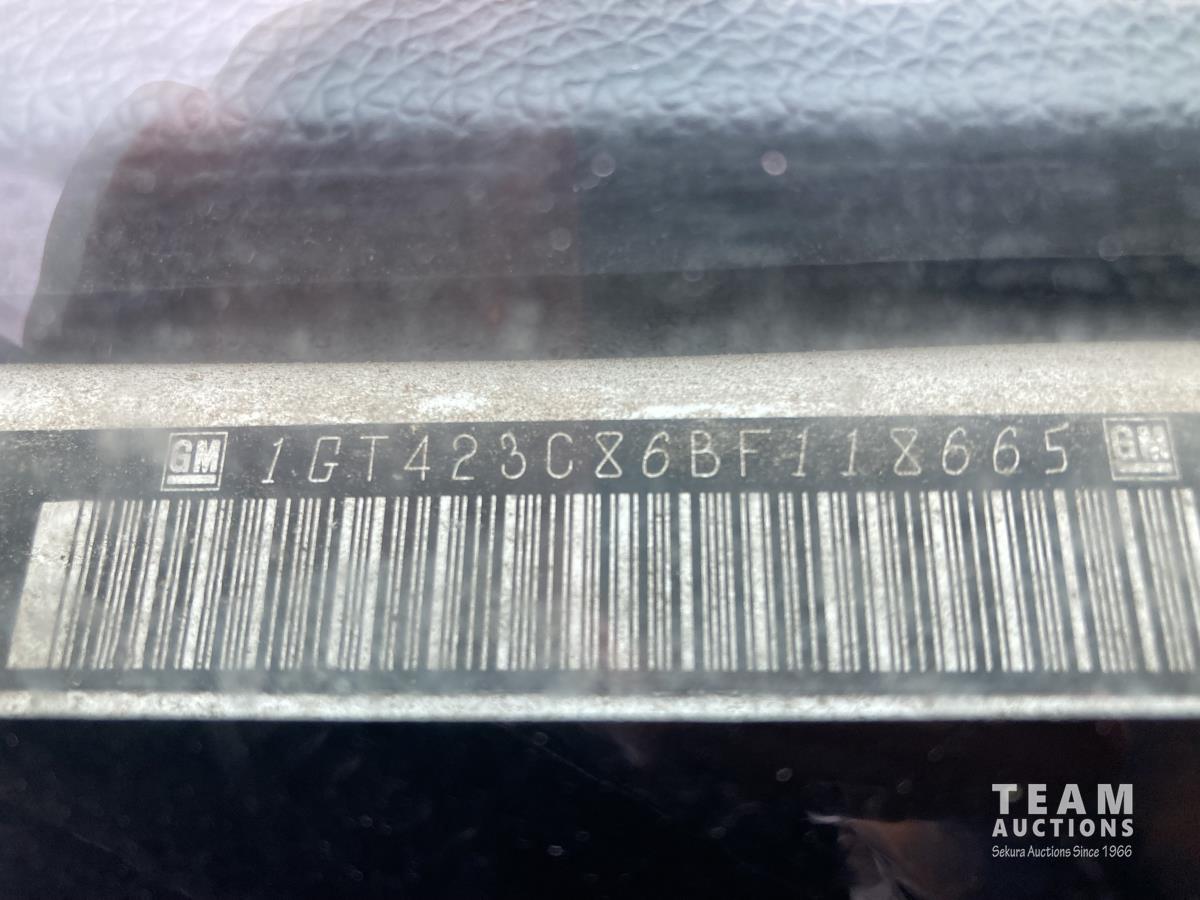 GM 1GT423C86BF118665 GM
TEAM
AUCTIONS
Sekura Auctions Since 1966